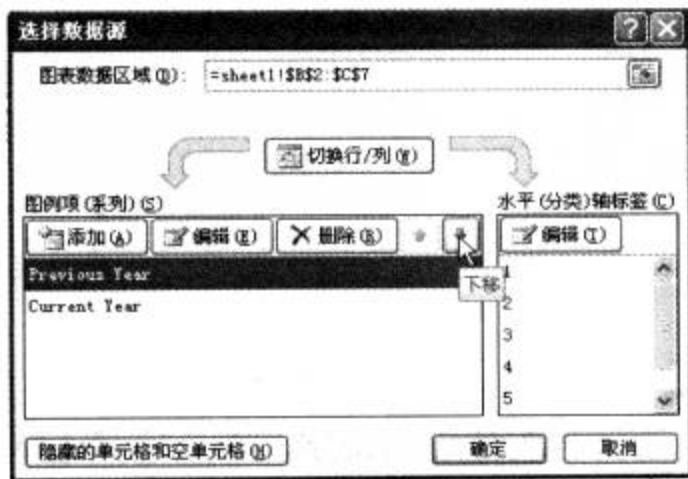 选择数据源
图表数据区域(D): =sheet1!$B$2:$C$7
切换行/列(W)
图例项(系列)(S)
水平(分类)轴标签(C)
添加(A) 编辑(E) 删除(R)
编辑(T)
Previous Year
Current Year
下移
1
2
3
4
5
隐藏的单元格和空单元格(H)
确定 取消